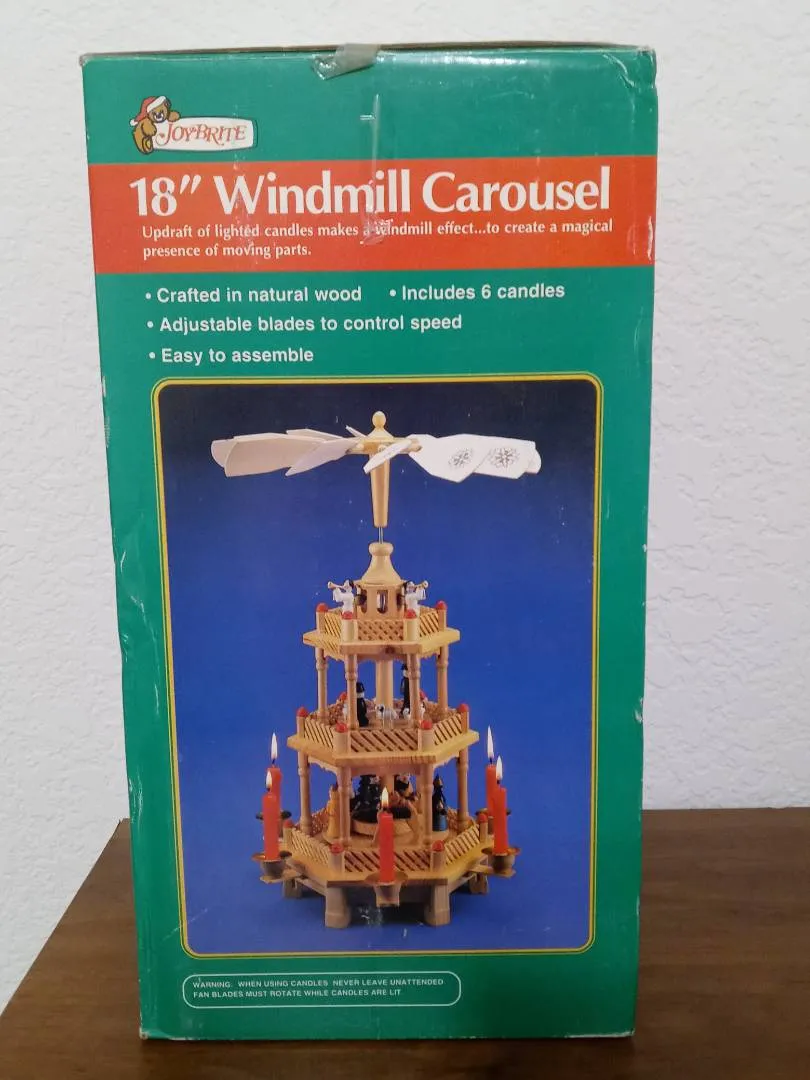 JOY-BRITE
18" Windmill Carousel
Updraft of lighted candles makes a windmill effect...to create a magical
presence of moving parts.
• Crafted in natural wood • Includes 6 candles
• Adjustable blades to control speed
• Easy to assemble
WARNING: WHEN USING CANDLES NEVER LEAVE UNATTENDED
FAN BLADES MUST ROTATE WHILE CANDLES ARE LIT